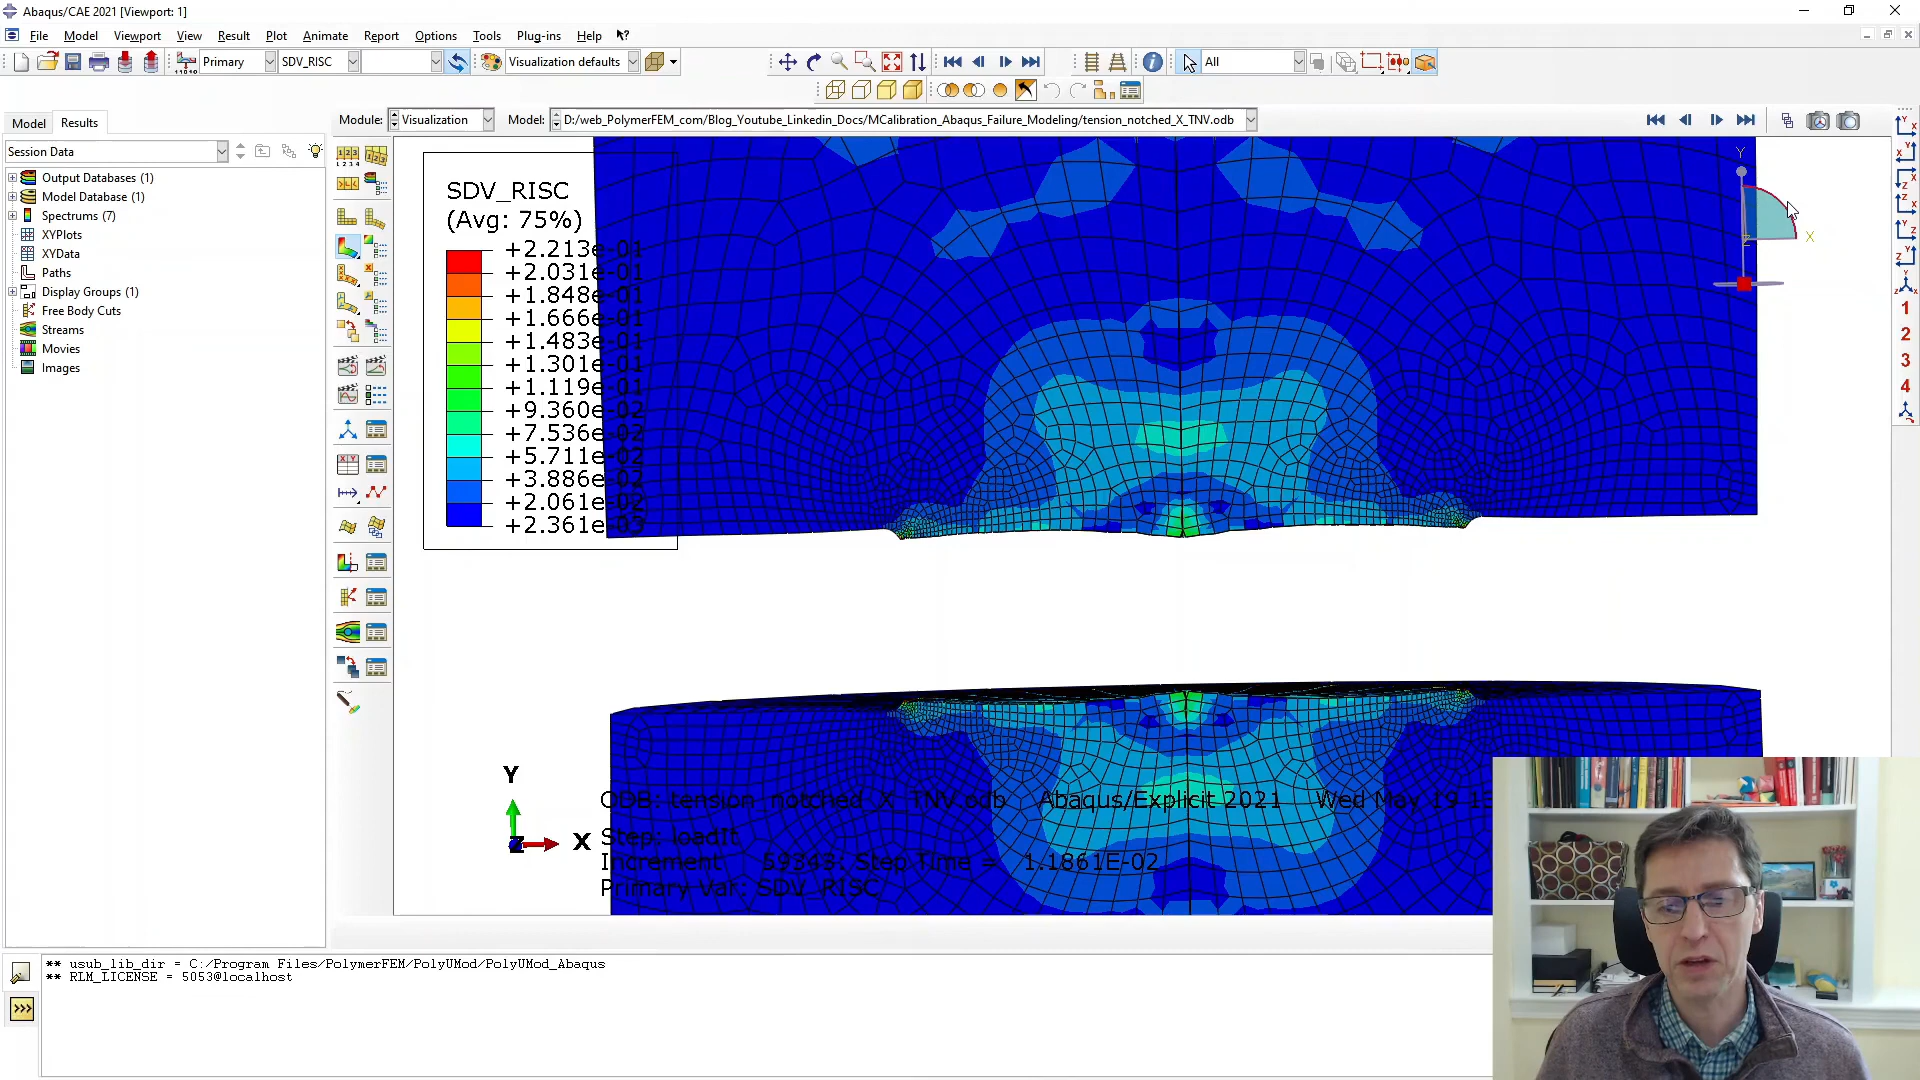 Abaqus/CAE 2021 [Viewport: 1]
File Model Viewport View Result Plot Animate Report Options Tools Plug-ins Help
Primary SDV_RISC Visualization defaults All
Module: Visualization Model: D:/web_PolymerFEM_com/Blog_Youtube_Linkedin_Docs/MCalibration_Abaqus_Failure_Modeling/tension_notched_X_TNV.odb
Model Results
Session Data
Output Databases (1)
Model Database (1)
Spectrums (7)
XYPlots
XYData
Paths
Display Groups (1)
Free Body Cuts
Streams
Movies
Images
SDV_RISC
(Avg: 75%)
+2.213e-01
+2.031e-01
+1.848e-01
+1.666e-01
+1.483e-01
+1.301e-01
+1.119e-01
+9.360e-02
+7.536e-02
+5.711e-02
+3.886e-02
+2.061e-02
+2.361e-03
Y
X
Z
1
2
3
4
Y
X
Z
ODB: tension_notched_X_TNV.odb Abaqus/Explicit 2021 Wed May 19 15
Step: loadIt
Increment 59343: Step Time = 1.1861E-02
Primary Var: SDV_RISC
** usub_lib_dir = C:/Program Files/PolymerFEM/PolyUMod/PolyUMod_Abaqus
** RLM_LICENSE = 5053@localhost
>>>